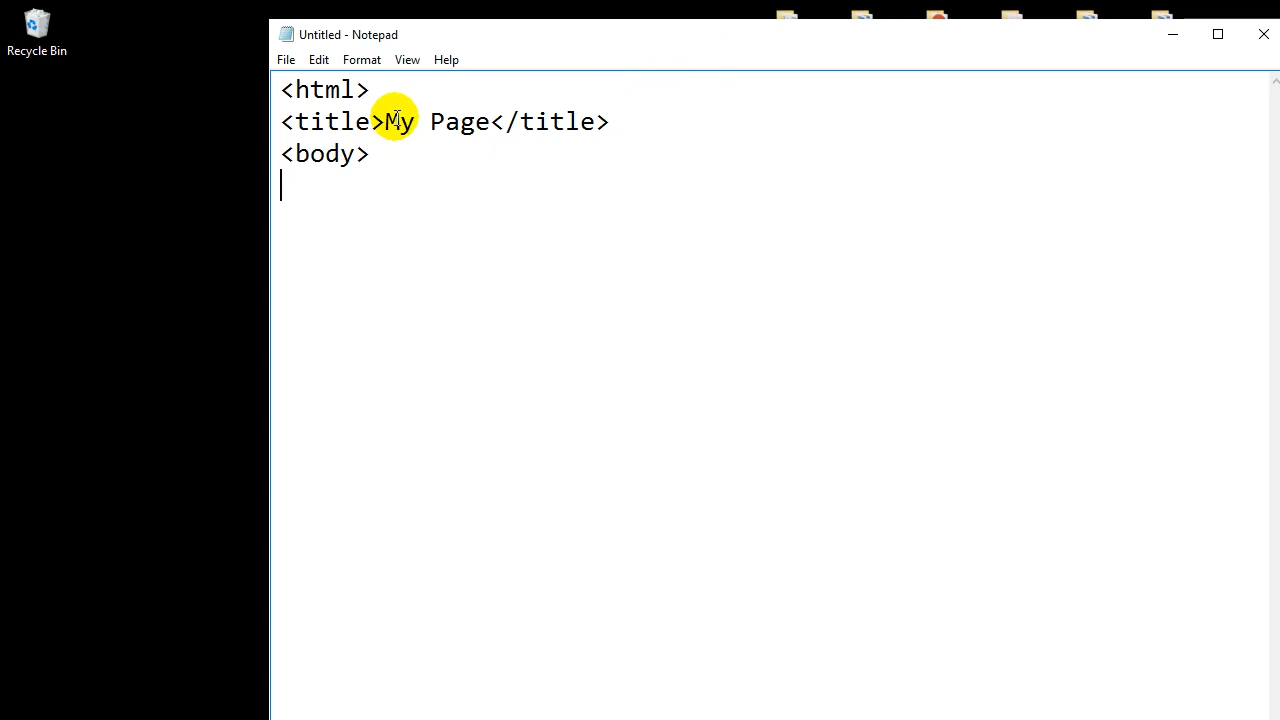 Recycle Bin
Untitled - Notepad
File Edit Format View Help
<html>
<title>My Page</title>
<body>